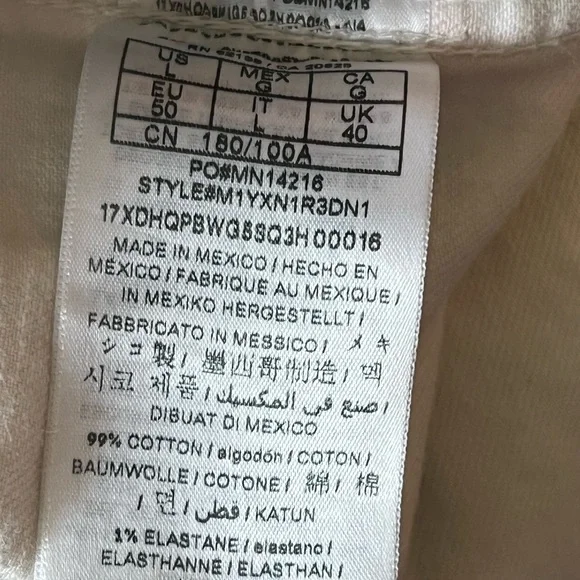 MN14216
US MEX CA
L G G
EU IT UK
50 L 40
CN 180/100A
PO#MN14216
STYLE#M1YXN1R3DN1
17XDHQPBWG5SQ3H00016
MADE IN MEXICO / HECHO EN
MÉXICO / FABRIQUÉ AU MEXIQUE /
IN MEXIKO HERGESTELLT /
FABBRICATO IN MESSICO / メキ
シコ製 / 墨西哥制造 / 멕
시코 제품 / صنع في المكسيك /
DIBUAT DI MEXICO
99% COTTON / algodón / COTON /
BAUMWOLLE / COTONE / 綿 / 棉
/ 면 / قطن / KATUN
1% ELASTANE / elastano /
ELASTHANNE / ELASTHAN /